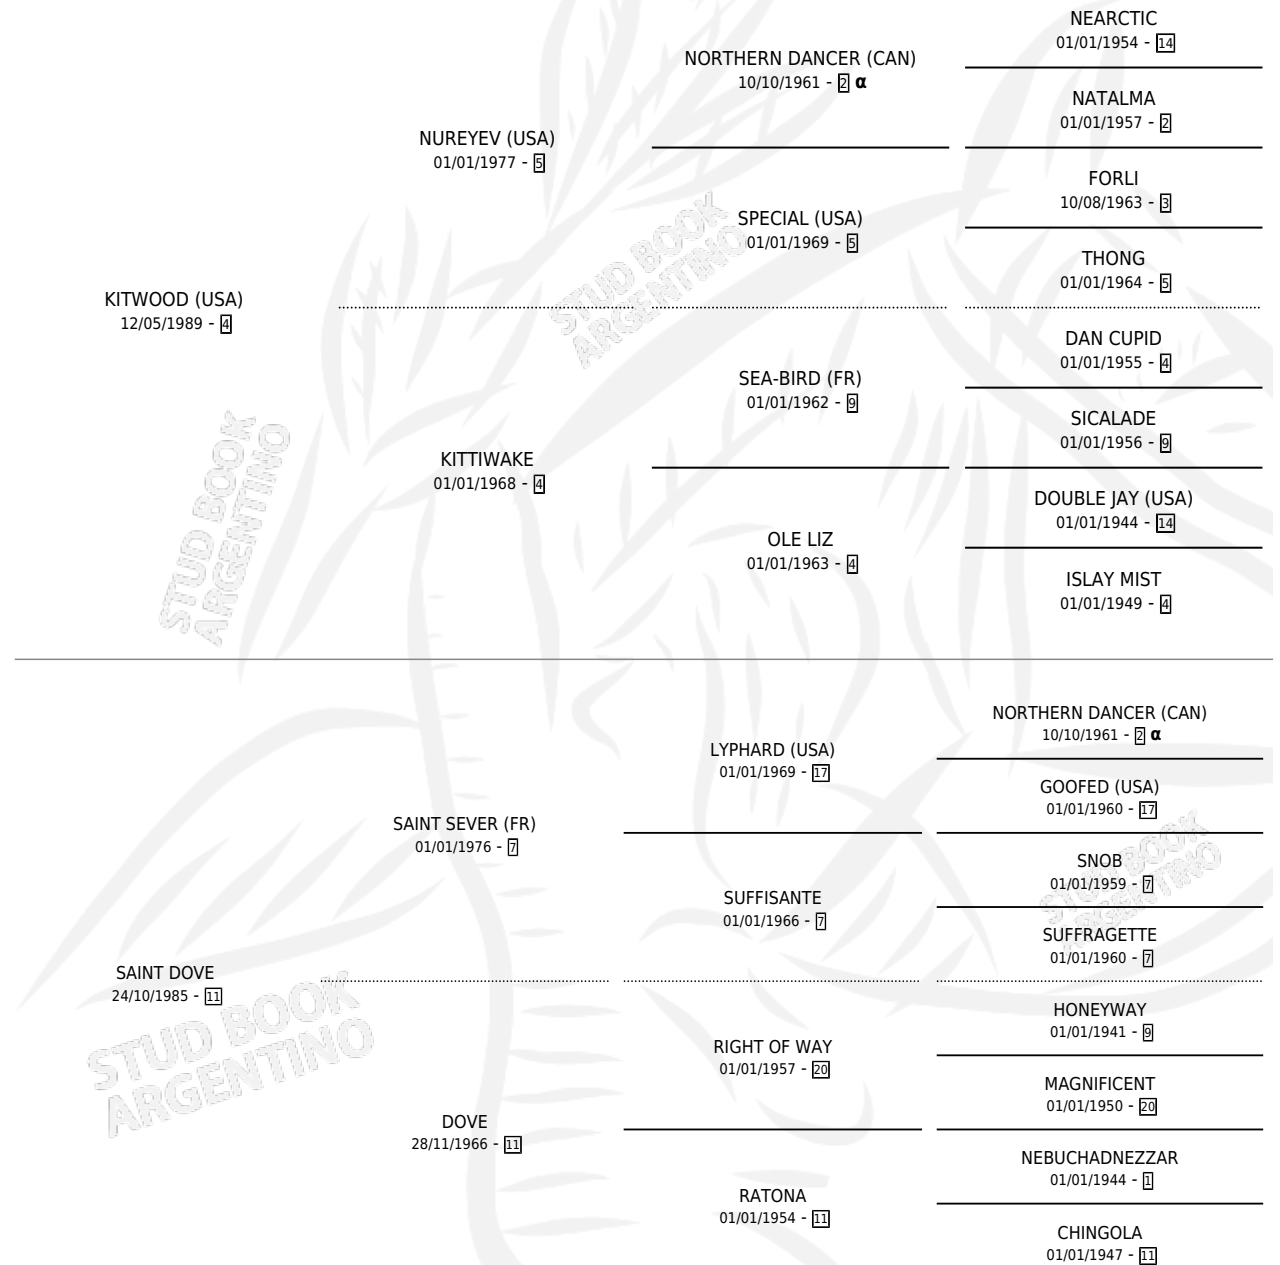 NEARCTIC
01/01/1954 - 14
NORTHERN DANCER (CAN)
10/10/1961 - 2 α
NATALMA
01/01/1957 - 2
NUREYEV (USA)
01/01/1977 - 5
FORLI
10/08/1963 - 3
SPECIAL (USA)
01/01/1969 - 5
THONG
01/01/1964 - 5
KITWOOD (USA)
12/05/1989 - 4
STUD BOOK
ARGENTINO
DAN CUPID
01/01/1955 - 4
SEA-BIRD (FR)
01/01/1962 - 9
SICALADE
01/01/1956 - 9
KITTIWAKE
01/01/1968 - 4
DOUBLE JAY (USA)
01/01/1944 - 14
OLE LIZ
01/01/1963 - 4
ISLAY MIST
01/01/1949 - 4
STUD BOOK
ARGENTINO
NORTHERN DANCER (CAN)
10/10/1961 - 2 α
LYPHARD (USA)
01/01/1969 - 17
GOOFED (USA)
01/01/1960 - 17
SAINT SEVER (FR)
01/01/1976 - 7
SNOB
01/01/1959 - 7
SUFFISANTE
01/01/1966 - 7
SUFFRAGETTE
01/01/1960 - 7
STUD BOOK
ARGENTINO
SAINT DOVE
24/10/1985 - 11
STUD BOOK
ARGENTINO
HONEYWAY
01/01/1941 - 9
RIGHT OF WAY
01/01/1957 - 20
MAGNIFICENT
01/01/1950 - 20
DOVE
28/11/1966 - 11
NEBUCHADNEZZAR
01/01/1944 - 1
RATONA
01/01/1954 - 11
CHINGOLA
01/01/1947 - 11